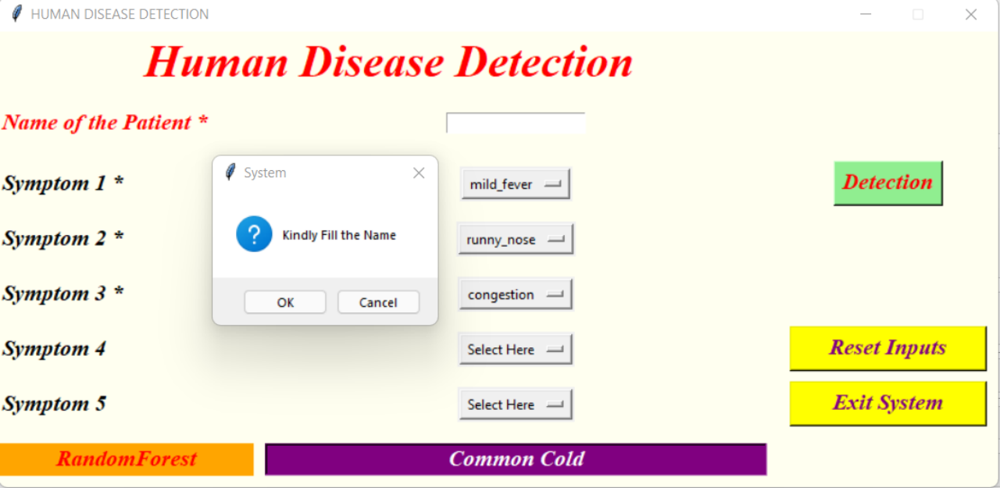 HUMAN DISEASE DETECTION
Human Disease Detection
Name of the Patient *
System
Symptom 1 *
mild_fever
Detection
Kindly Fill the Name
Symptom 2 *
runny_nose
Symptom 3 *
congestion
OK
Cancel
Symptom 4
Select Here
Reset Inputs
Symptom 5
Select Here
Exit System
RandomForest
Common Cold